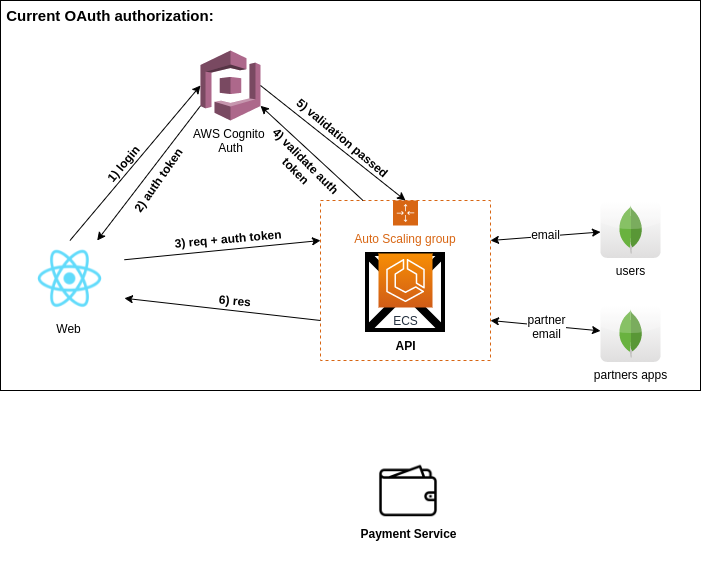 Current OAuth authorization:
AWS Cognito
Auth
1) login
2) auth token
5) validation passed
4) validate auth
token
3) req + auth token
6) res
Web
Auto Scaling group
ECS
API
email
users
partner
email
partners apps
Payment Service